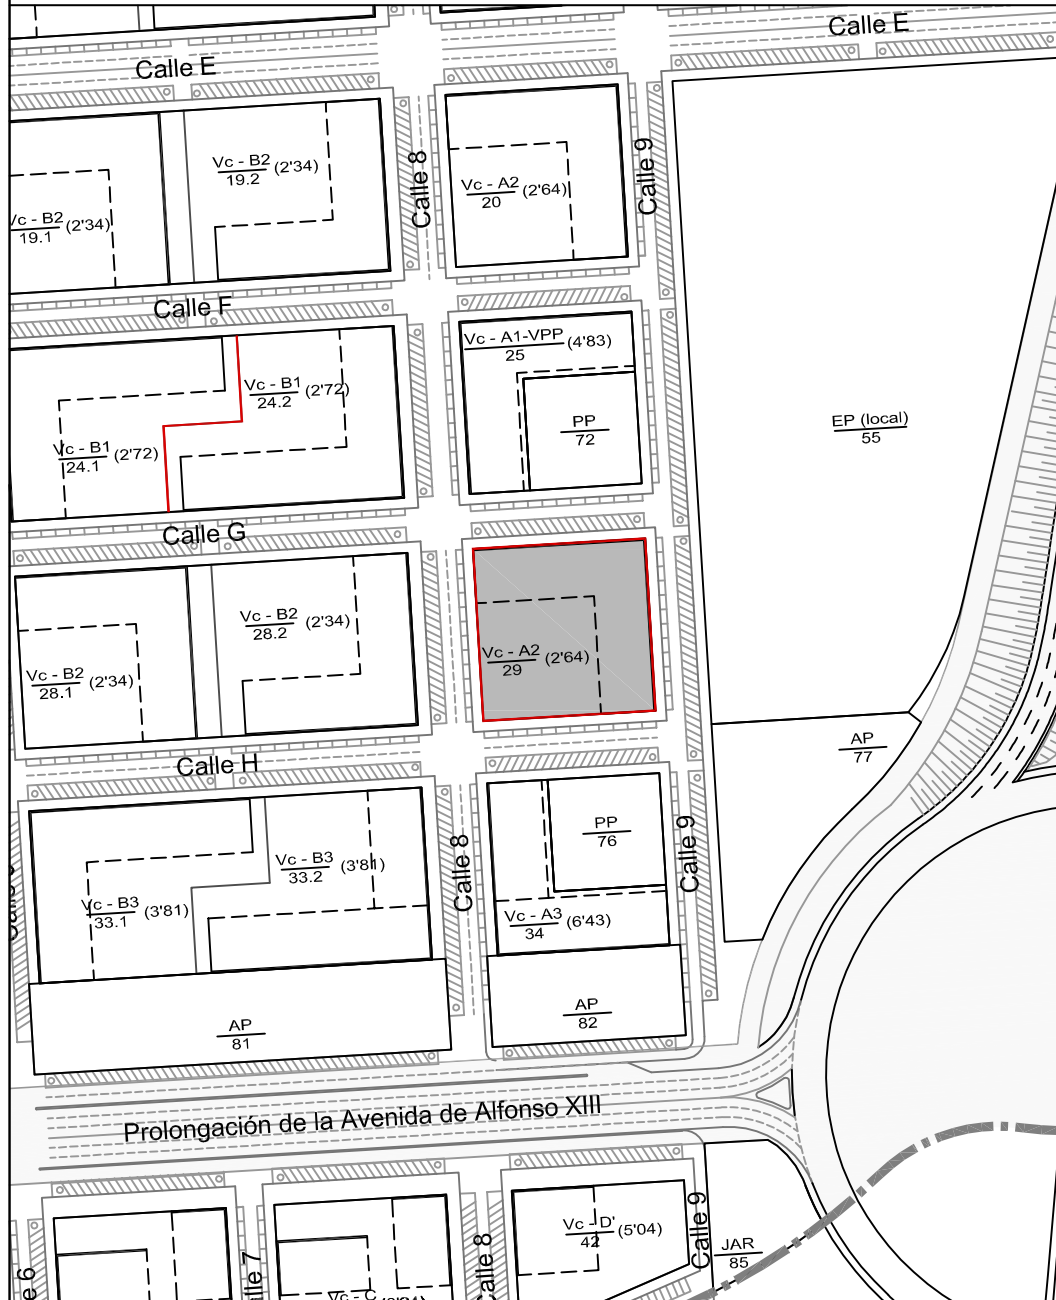 Calle E
Calle E
Vc - B2 (2'34)
19.2
Calle 8
Calle 9
Vc - A2 (2'64)
20
Vc - B2 (2'34)
19.1
Calle F
Vc - A1-VPP (4'83)
25
Vc - B1 (2'72)
24.2
EP (local)
55
PP
72
Vc - B1 (2'72)
24.1
Calle G
Vc - B2 (2'34)
28.2
Vc - A2 (2'64)
29
Vc - B2 (2'34)
28.1
AP
77
Calle H
PP
76
Calle 8
Calle 9
Vc - B3 (3'81)
33.2
Vc - B3 (3'81)
33.1
Vc - A3 (6'43)
34
AP
82
AP
81
Prolongación de la Avenida de Alfonso XIII
Calle 9
Vc - D' (5'04)
42
JAR
85
lle 7
Calle 8
e 6
Vc - C